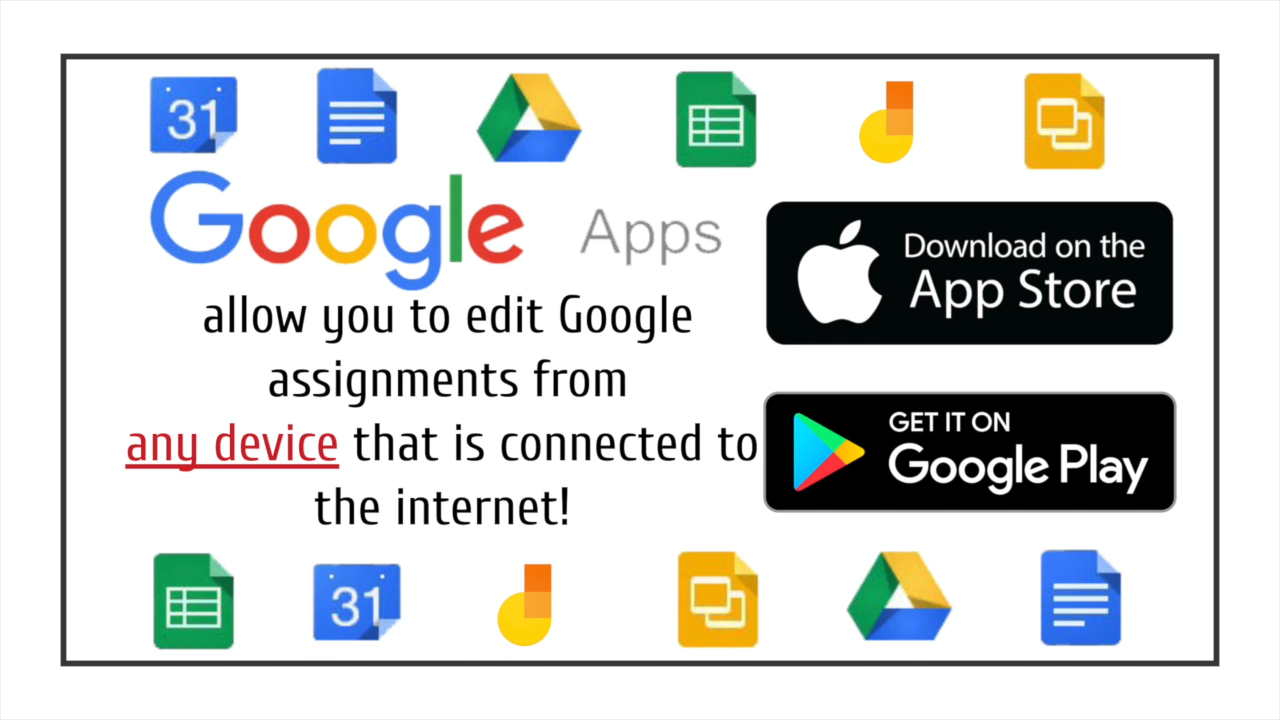 31
Google Apps
Download on the
App Store
allow you to edit Google
assignments from
any device that is connected to
the internet!
GET IT ON
Google Play
31